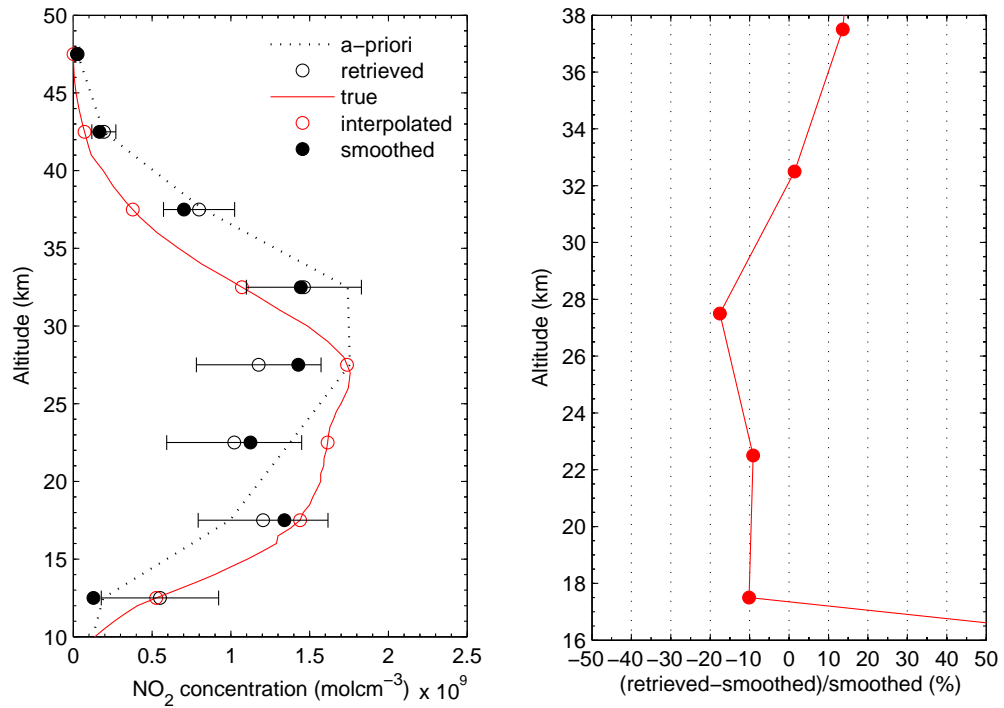 50
45
40
35
30
25
20
15
10
Altitude (km)
a−priori
retrieved
true
interpolated
smoothed
0 0.5 1 1.5 2 2.5
NO2 concentration (molcm−3) x 10^9
38
36
34
32
30
28
26
24
22
20
18
16
Altitude (km)
−50 −40 −30 −20 −10 0 10 20 30 40 50
(retrieved−smoothed)/smoothed (%)